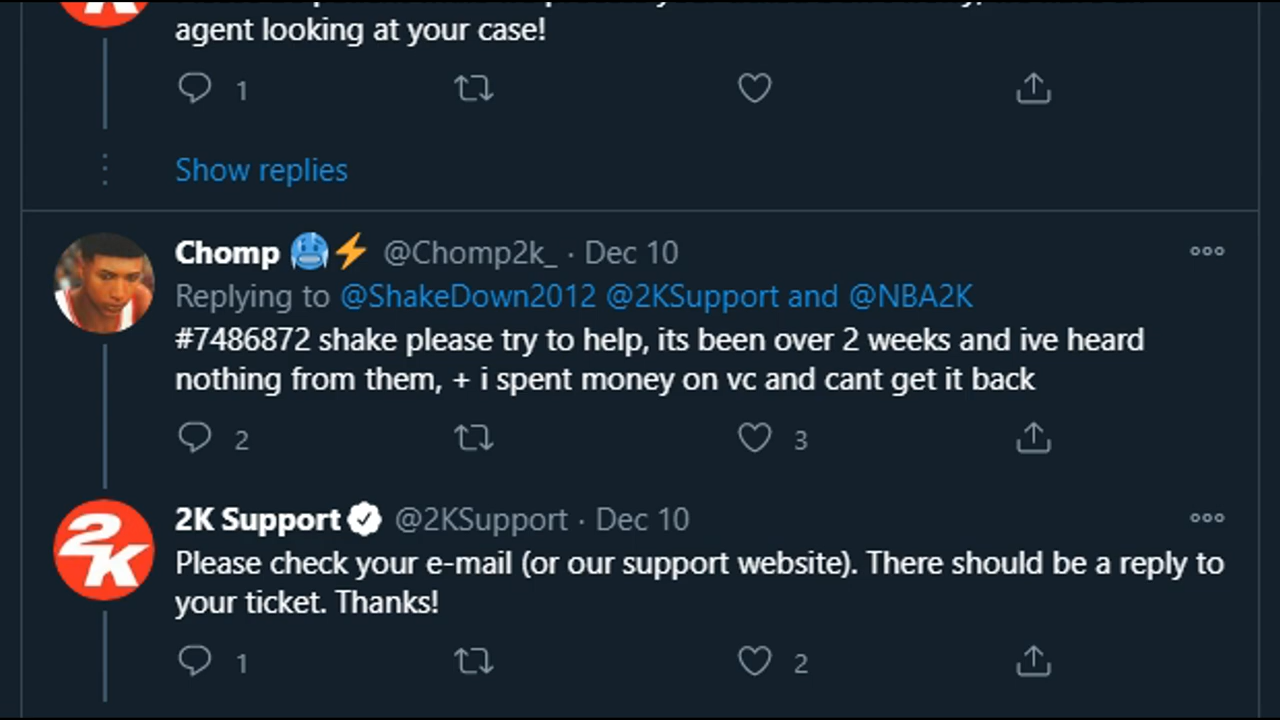 agent looking at your case!
1
Show replies
Chomp 🥶⚡ @Chomp2k_ · Dec 10
Replying to @ShakeDown2012 @2KSupport and @NBA2K
#7486872 shake please try to help, its been over 2 weeks and ive heard
nothing from them, + i spent money on vc and cant get it back
2 3
2K
2K Support @2KSupport · Dec 10
Please check your e-mail (or our support website). There should be a reply to
your ticket. Thanks!
1 2